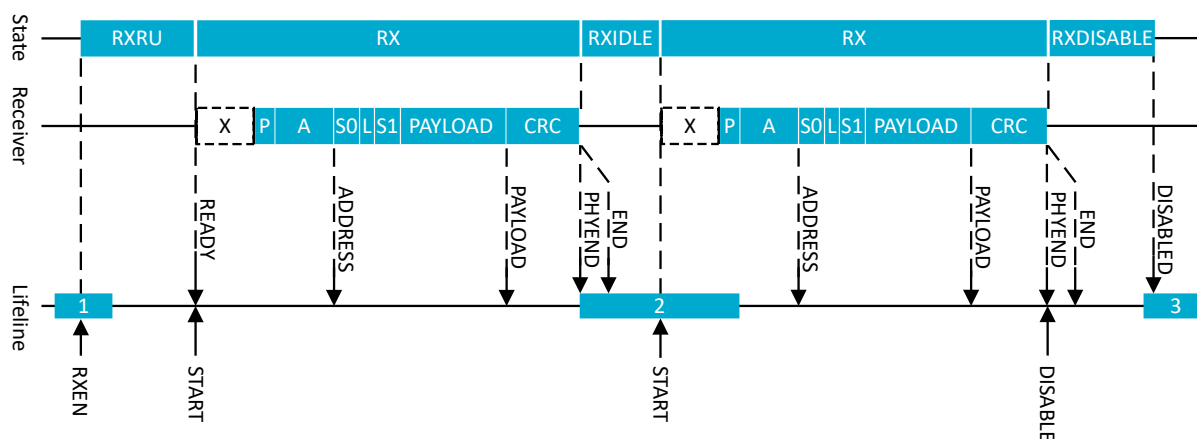 State
RXRU RX RXIDLE RX RXDISABLE
Receiver
X P A S0 L S1 PAYLOAD CRC X P A S0 L S1 PAYLOAD CRC
READY ADDRESS PAYLOAD PHYEND END ADDRESS PAYLOAD PHYEND END DISABLED
Lifeline
1 2 3
RXEN START START DISABLE